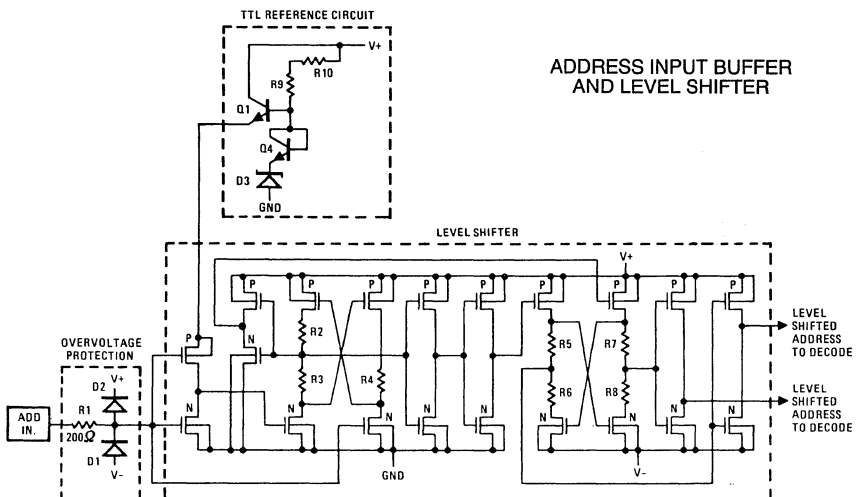 TTL REFERENCE CIRCUIT
V+
R10
R9
Q1
Q4
D3
GND
ADDRESS INPUT BUFFER
AND LEVEL SHIFTER
LEVEL SHIFTER
V+
P P P P P P P P P
P
N
R2
R3
R4
R5
R6
R7
R8
N N N N N N N N N
GND
V-
OVERVOLTAGE
PROTECTION
V+
D2
R1
200Ω
D1
V-
ADD
IN.
LEVEL
SHIFTED
ADDRESS
TO DECODE
LEVEL
SHIFTED
ADDRESS
TO DECODE